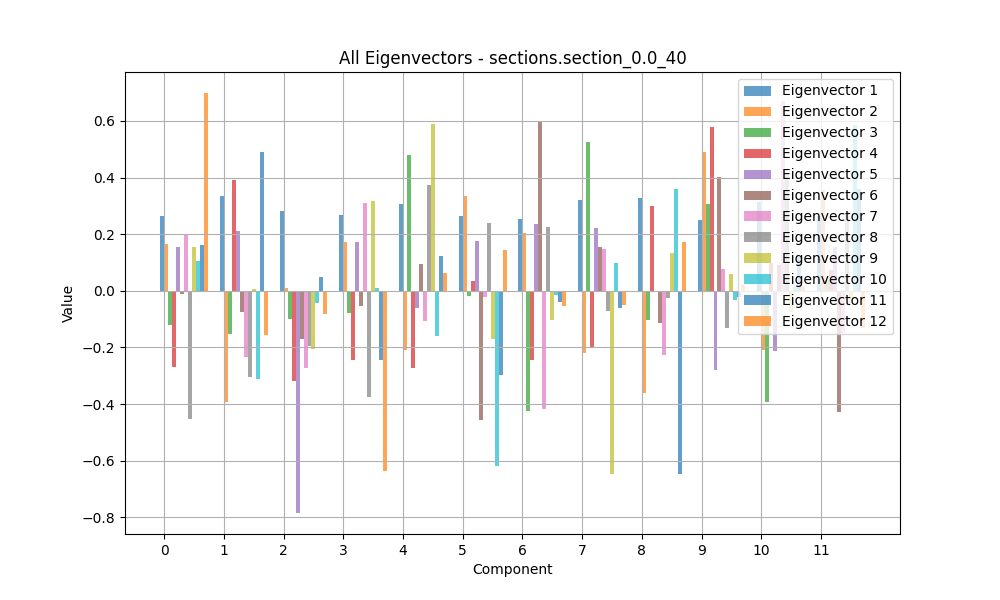 All Eigenvectors - sections.section_0.0_40
Value
0.6
0.4
0.2
0.0
−0.2
−0.4
−0.6
−0.8
0
1
2
3
4
5
6
7
8
9
10
11
Component
Eigenvector 1
Eigenvector 2
Eigenvector 3
Eigenvector 4
Eigenvector 5
Eigenvector 6
Eigenvector 7
Eigenvector 8
Eigenvector 9
Eigenvector 10
Eigenvector 11
Eigenvector 12